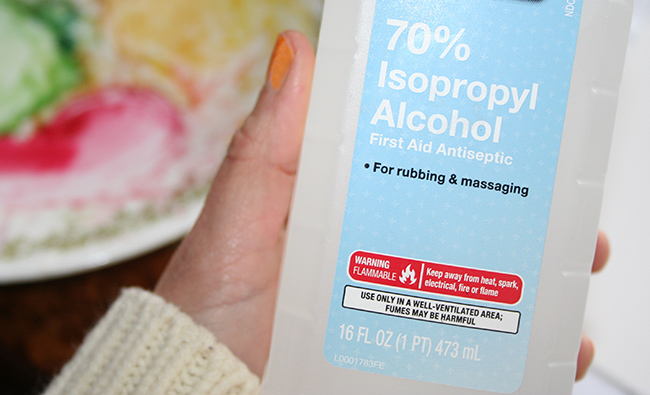 70%
Isopropyl
Alcohol
First Aid Antiseptic
• For rubbing & massaging
WARNING
FLAMMABLE
Keep away from heat, spark,
electrical, fire or flame
USE ONLY IN A WELL-VENTILATED AREA;
FUMES MAY BE HARMFUL
16 FL OZ (1 PT) 473 mL
L0001763FE